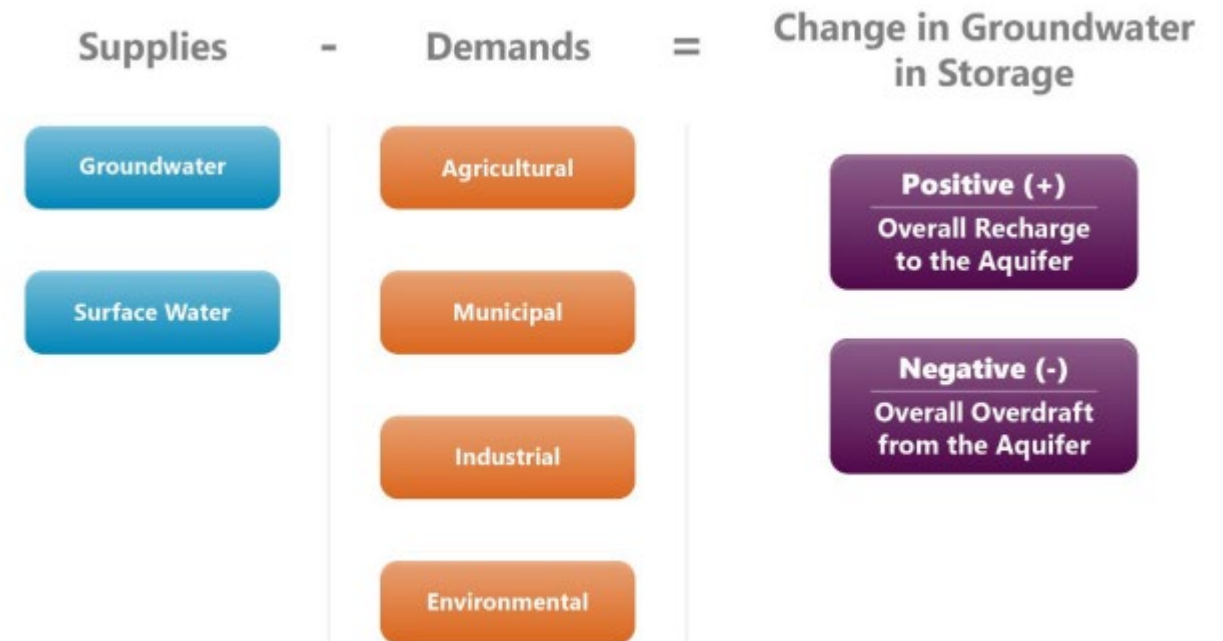 Supplies - Demands = Change in Groundwater
in Storage
Groundwater
Surface Water
Agricultural
Municipal
Industrial
Environmental
Positive (+)
Overall Recharge
to the Aquifer
Negative (-)
Overall Overdraft
from the Aquifer